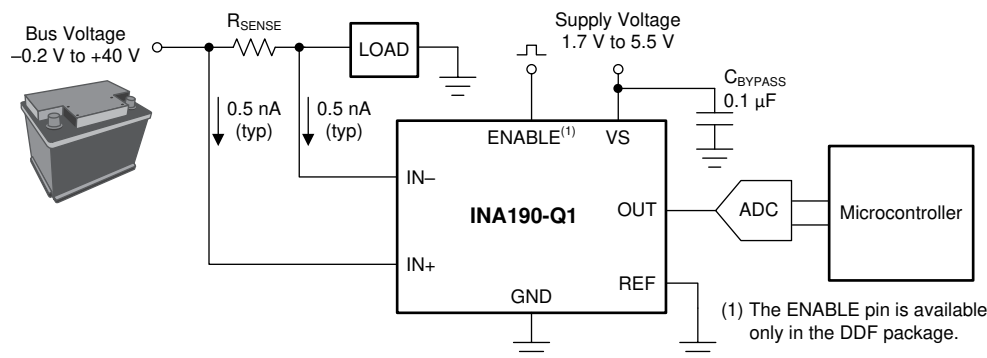 Bus Voltage
–0.2 V to +40 V
RSENSE
LOAD
Supply Voltage
1.7 V to 5.5 V
CBYPASS
0.1 µF
0.5 nA
(typ)
0.5 nA
(typ)
ENABLE(1)
VS
IN–
INA190-Q1
OUT
ADC
Microcontroller
IN+
REF
GND
(1) The ENABLE pin is available
only in the DDF package.